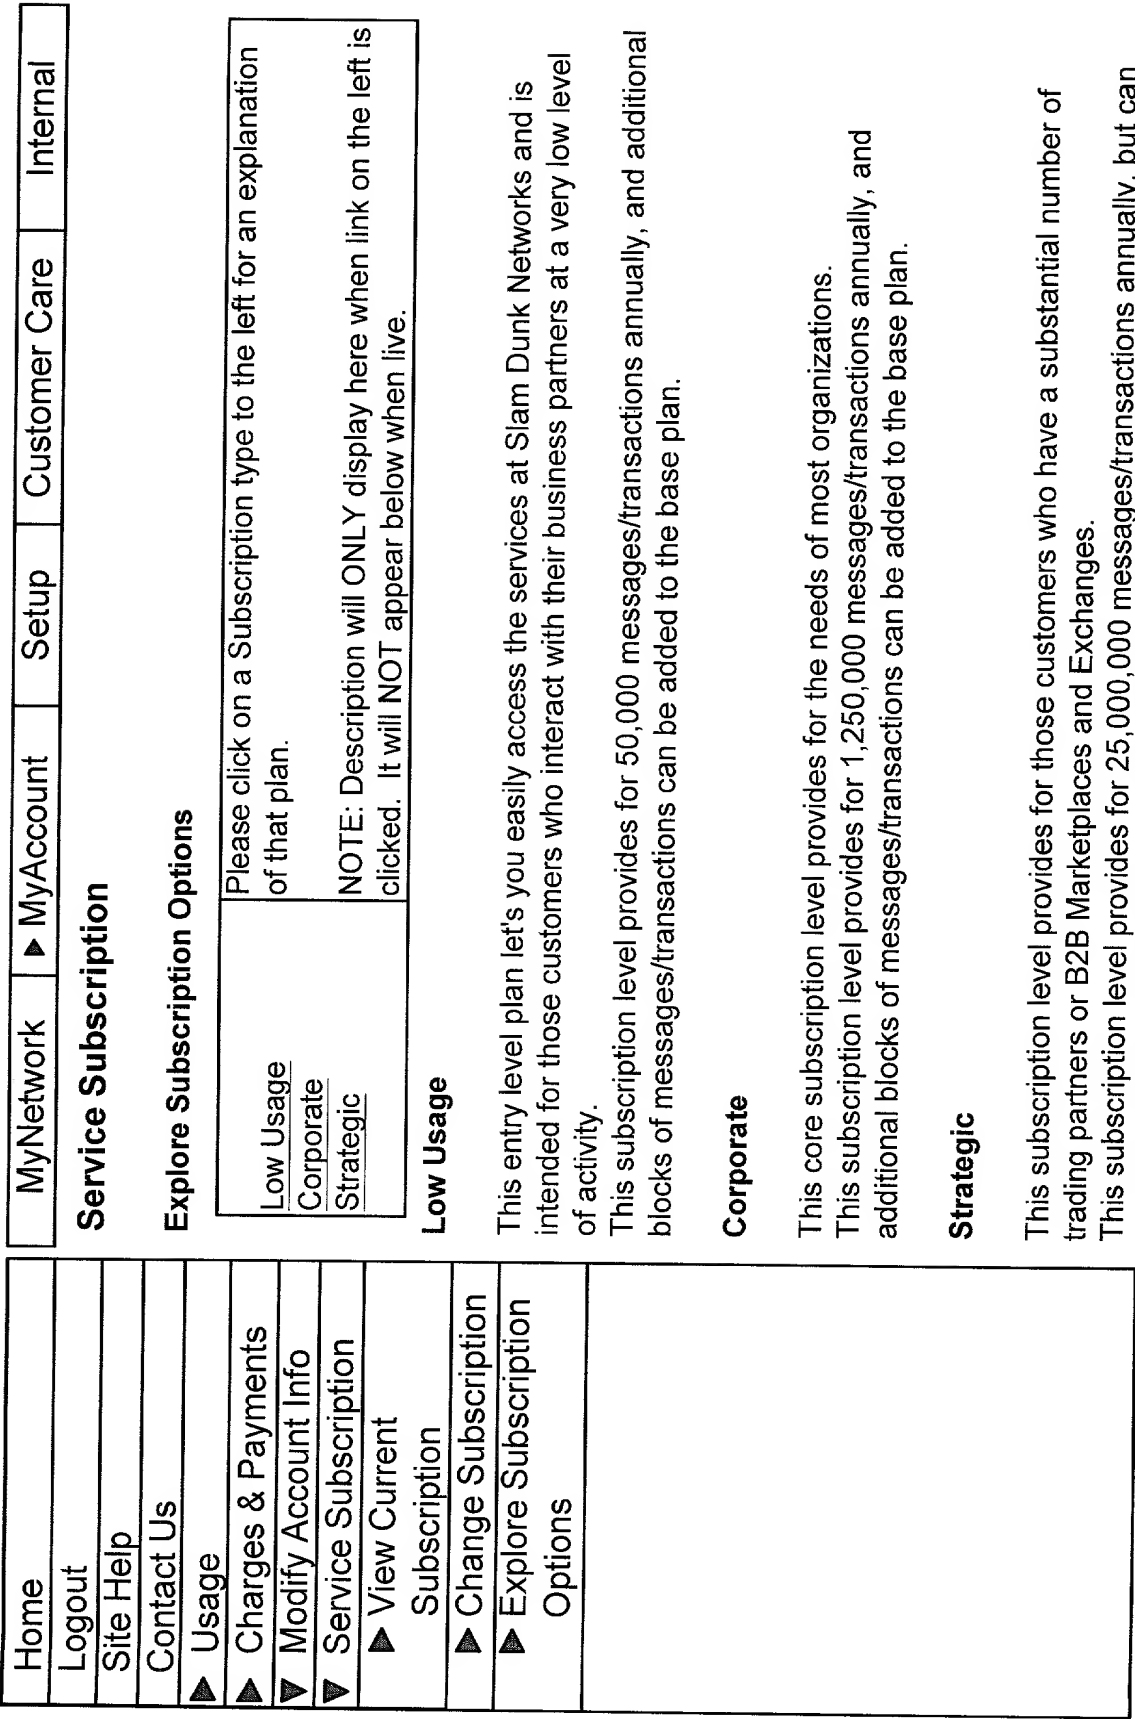 Home
Logout
Site Help
Contact Us
▶ Usage
▶ Charges & Payments
▼ Modify Account Info
▼ Service Subscription
▶ View Current
Subscription
▶ Change Subscription
▶ Explore Subscription
Options
MyNetwork ▶ MyAccount Setup Customer Care Internal
Service Subscription
Explore Subscription Options
Low Usage
Corporate
Strategic
Please click on a Subscription type to the left for an explanation
of that plan.
NOTE: Description will ONLY display here when link on the left is
clicked. It will NOT appear below when live.
Low Usage
This entry level plan let's you easily access the services at Slam Dunk Networks and is
intended for those customers who interact with their business partners at a very low level
of activity.
This subscription level provides for 50,000 messages/transactions annually, and additional
blocks of messages/transactions can be added to the base plan.
Corporate
This core subscription level provides for the needs of most organizations.
This subscription level provides for 1,250,000 messages/transactions annually, and
additional blocks of messages/transactions can be added to the base plan.
Strategic
This subscription level provides for those customers who have a substantial number of
trading partners or B2B Marketplaces and Exchanges.
This subscription level provides for 25,000,000 messages/transactions annually, but can